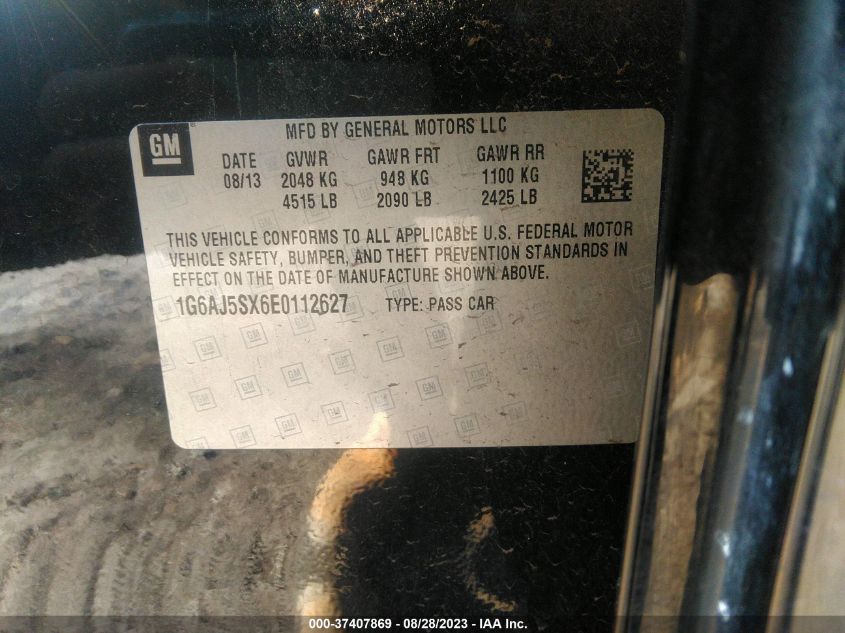 GM
MFD BY GENERAL MOTORS LLC
DATE GVWR GAWR FRT GAWR RR
08/13 2048 KG 948 KG 1100 KG
4515 LB 2090 LB 2425 LB
THIS VEHICLE CONFORMS TO ALL APPLICABLE U.S. FEDERAL MOTOR
VEHICLE SAFETY, BUMPER, AND THEFT PREVENTION STANDARDS IN
EFFECT ON THE DATE OF MANUFACTURE SHOWN ABOVE.
1G6AJ5SX6E0112627 TYPE: PASS CAR
000-37407869 - 08/28/2023 - IAA Inc.